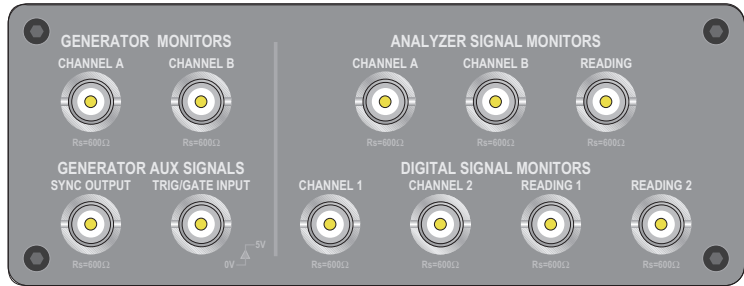 GENERATOR MONITORS
CHANNEL A CHANNEL B
Rs=600Ω Rs=600Ω
GENERATOR AUX SIGNALS
SYNC OUTPUT TRIG/GATE INPUT
Rs=600Ω
5V
0V
ANALYZER SIGNAL MONITORS
CHANNEL A CHANNEL B READING
Rs=600Ω Rs=600Ω Rs=600Ω
DIGITAL SIGNAL MONITORS
CHANNEL 1 CHANNEL 2 READING 1 READING 2
Rs=600Ω Rs=600Ω Rs=600Ω Rs=600Ω